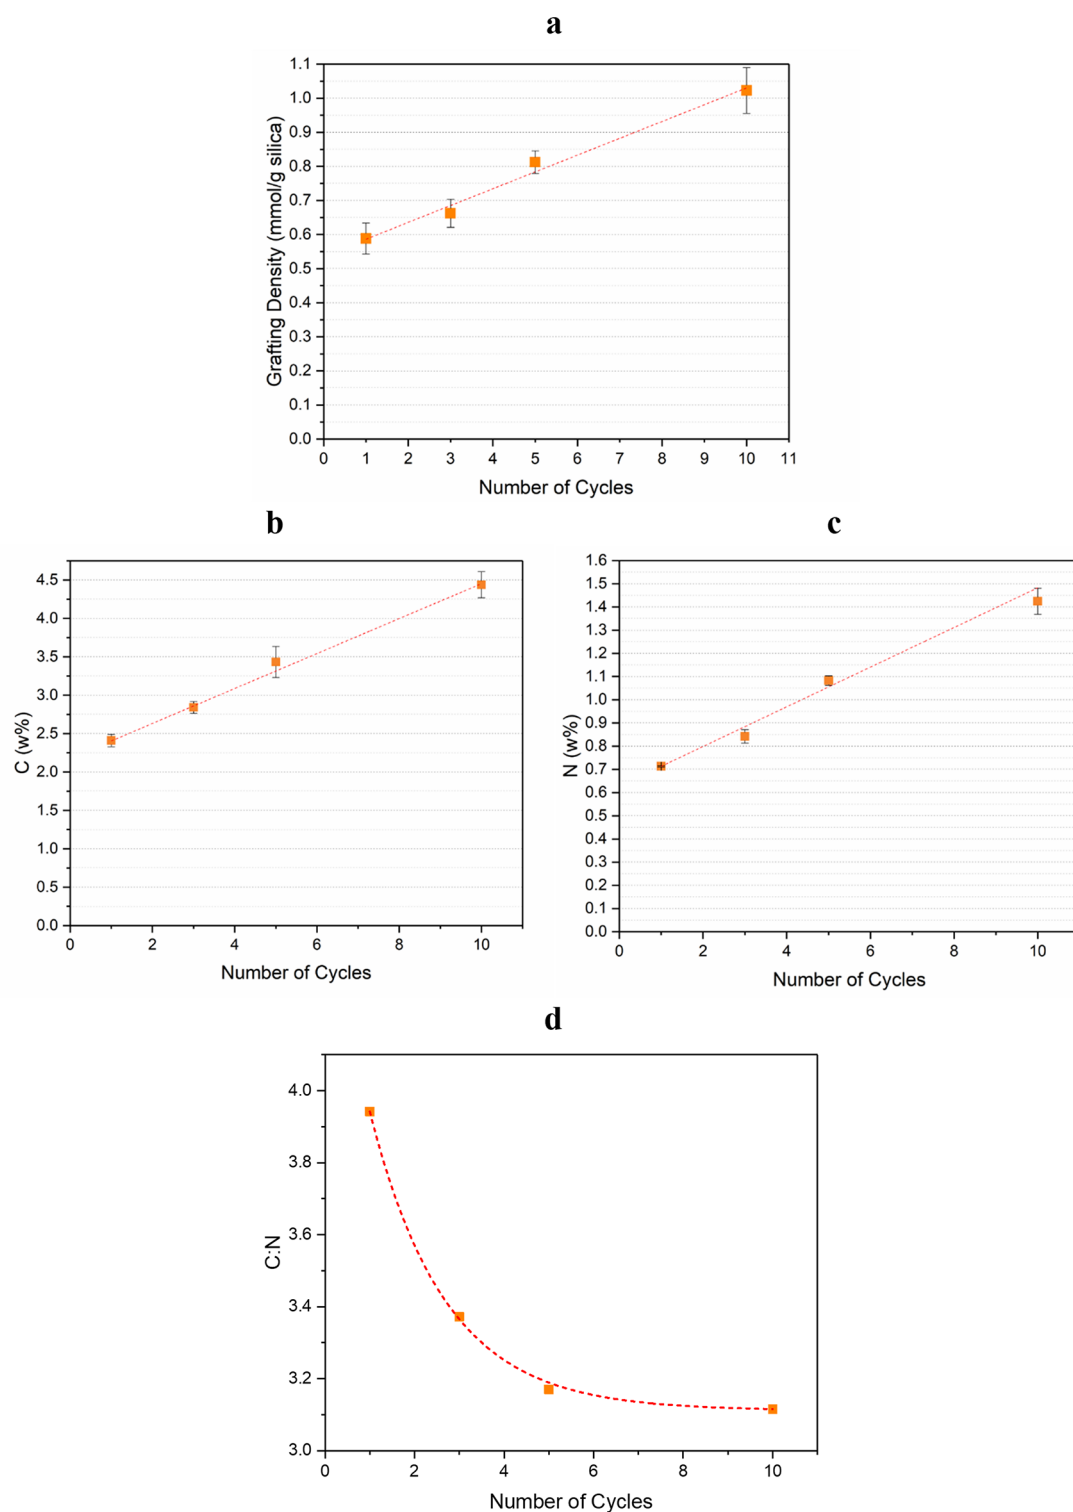 a
Grafting Density (mmol/g silica)
1.1
1.0
0.9
0.8
0.7
0.6
0.5
0.4
0.3
0.2
0.1
0.0
0 1 2 3 4 5 6 7 8 9 10 11
Number of Cycles
b
C (w%)
4.5
4.0
3.5
3.0
2.5
2.0
1.5
1.0
0.5
0.0
0 2 4 6 8 10
Number of Cycles
c
N (w%)
1.6
1.5
1.4
1.3
1.2
1.1
1.0
0.9
0.8
0.7
0.6
0.5
0.4
0.3
0.2
0.1
0.0
0 2 4 6 8 10
Number of Cycles
d
C:N
4.0
3.8
3.6
3.4
3.2
3.0
0 2 4 6 8 10
Number of Cycles